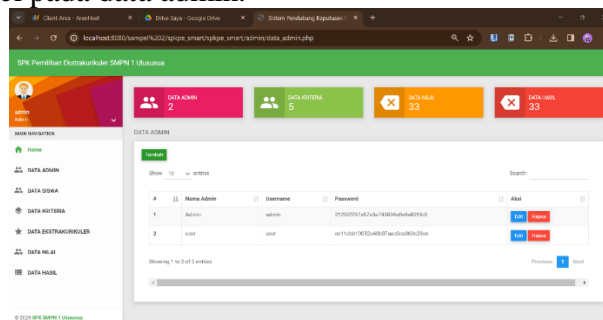 pada data admin.
Client Area - AnonHost
Drive Saya - Google Drive
Sistem Pendukung Keputusan
localhost:8080/sampel%202/spkpe_smart/spkpe_smart/admin/data_admin.php
SPK Pemilihan Ekstrakurikuler SMPN 1 Ulususua
admin
Admin
MAIN NAVIGATION
Home
DATA ADMIN
DATA SISWA
DATA KRITERIA
DATA EKSTRAKURIKULER
DATA NILAI
DATA HASIL
© 2024 SPK SMPN 1 Ulususua
DATA ADMIN
2
DATA KRITERIA
5
DATA NILAI
33
DATA HASIL
33
DATA ADMIN
Tambah
Show 10 entries
Search:
# Nama Admin Username Password Aksi
1 Admin admin Edit Hapus
2 user user Edit Hapus
Showing 1 to 2 of 2 entries
Previous 1 Next